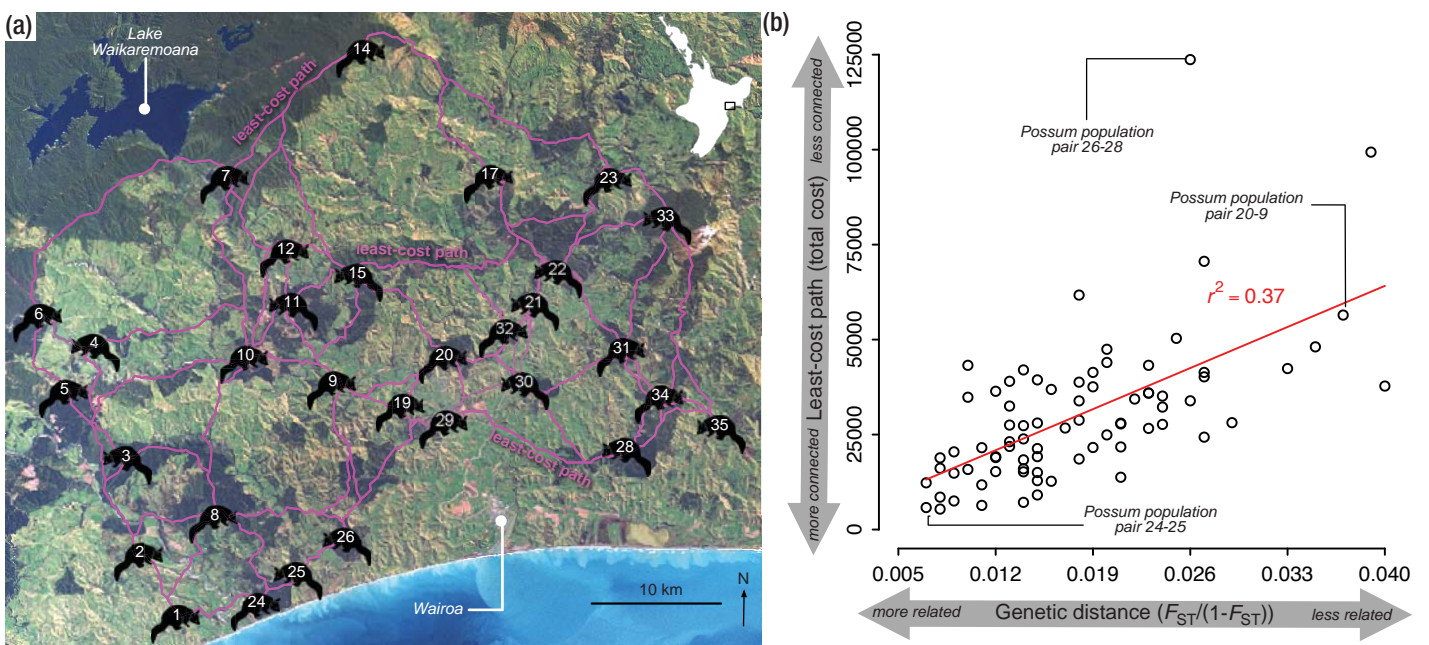 (a)
Lake
Waikaremoana
14
least-cost path
7
17
23
33
12
least-cost path
15
22
11
21
6
32
4
31
10
20
5
9
30
34
19
29
35
least-cost path
28
3
8
26
2
25
10 km
N
Wairoa
24
1
(b)
more connected Least-cost path (total cost) less connected
125000
100000
75000
50000
25000
0
Possum population
pair 26-28
Possum population
pair 20-9
r² = 0.37
Possum population
pair 24-25
0.005 0.012 0.019 0.026 0.033 0.040
more related Genetic distance (FST/(1-FST)) less related